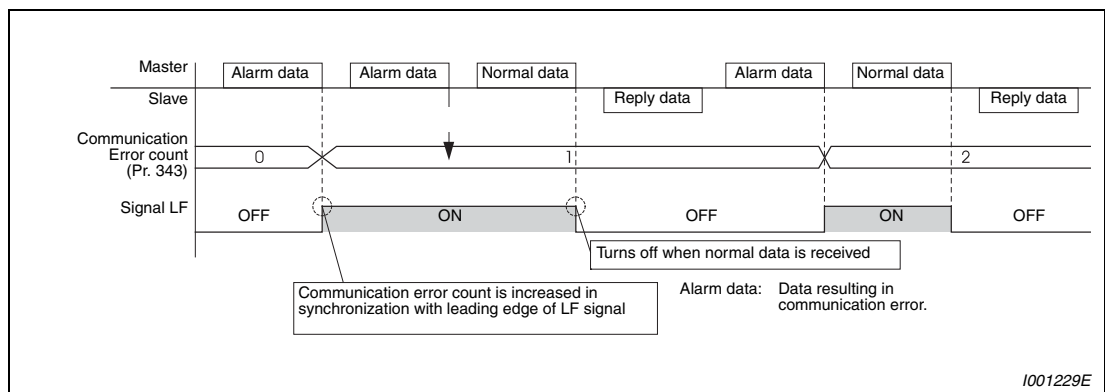 Master
Alarm data
Alarm data
Normal data
Alarm data
Normal data
Slave
Reply data
Reply data
Communication
Error count
(Pr. 343)
0
1
2
Signal LF
OFF
ON
OFF
ON
OFF
Turns off when normal data is received
Communication error count is increased in
synchronization with leading edge of LF signal
Alarm data: Data resulting in
communication error.
I001229E